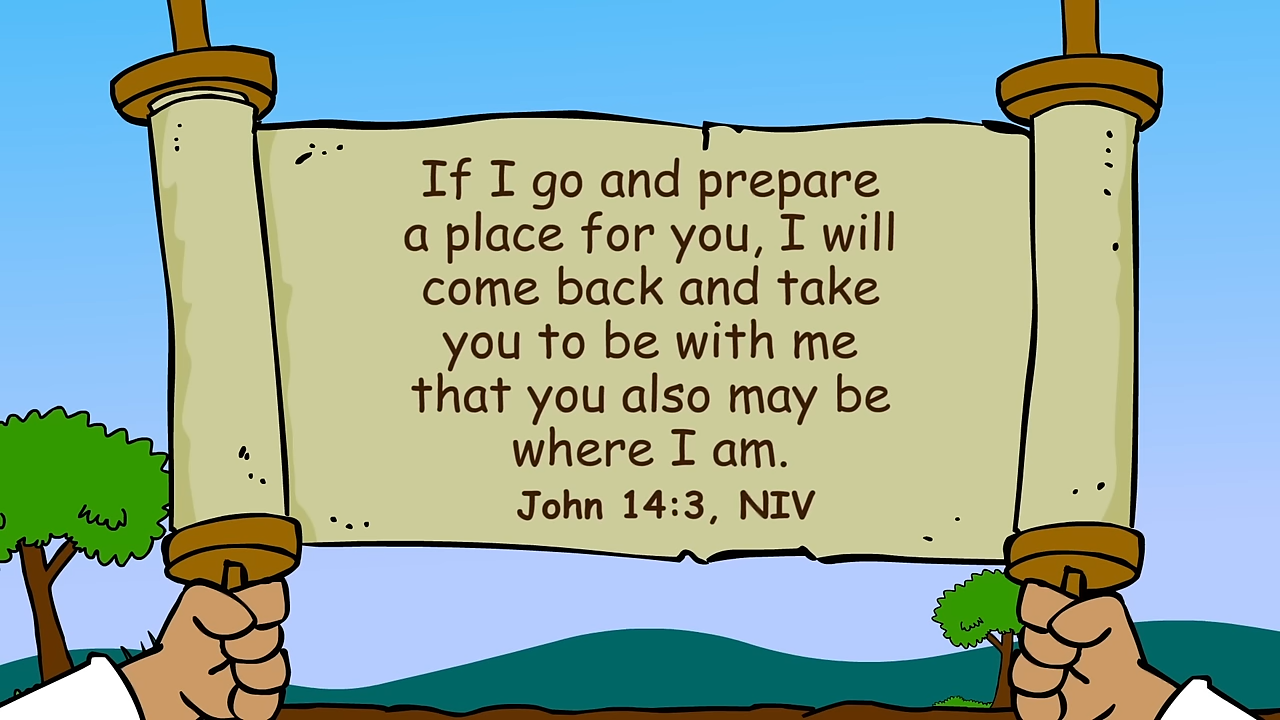 If I go and prepare
a place for you, I will
come back and take
you to be with me
that you also may be
where I am.
John 14:3, NIV